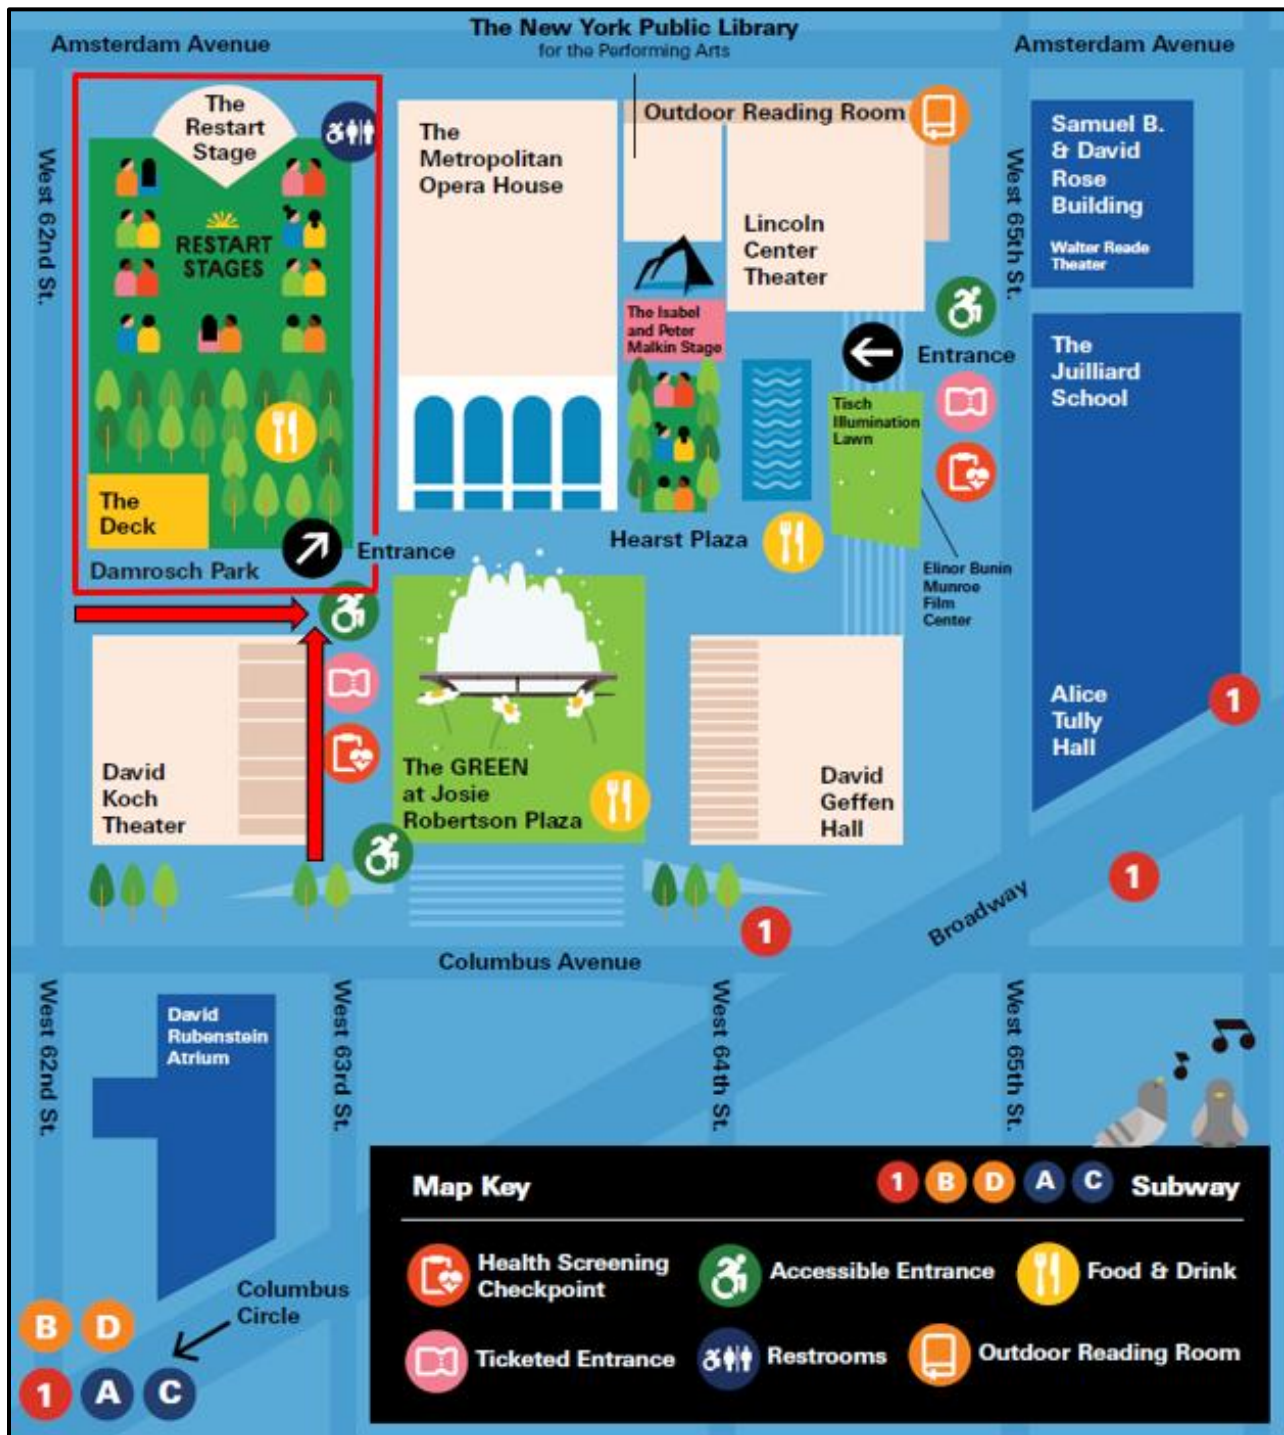 The New York Public Library
for the Performing Arts
Amsterdam Avenue
Amsterdam Avenue
The
Restart
Stage
RESTART
STAGES
West 62nd St.
The
Deck
Damrosch Park
Entrance
The
Metropolitan
Opera House
Outdoor Reading Room
Lincoln
Center
Theater
The Isabel
and Peter
Malkin Stage
Hearst Plaza
Entrance
Tisch
Illumination
Lawn
Elinor Bunin
Munroe
Film
Center
West 65th St.
Samuel B.
& David
Rose
Building
Walter Reade
Theater
The
Juilliard
School
Alice
Tully
Hall
1
David
Koch
Theater
The GREEN
at Josie
Robertson Plaza
David
Geffen
Hall
1
1
Broadway
Columbus Avenue
West 62nd St.
David
Rubenstein
Atrium
West 63rd St.
West 64th St.
West 65th St.
Columbus
Circle
B D
1 A C
Map Key
1 B D A C Subway
Health Screening
Checkpoint
Accessible Entrance
Food & Drink
Ticketed Entrance
Restrooms
Outdoor Reading Room